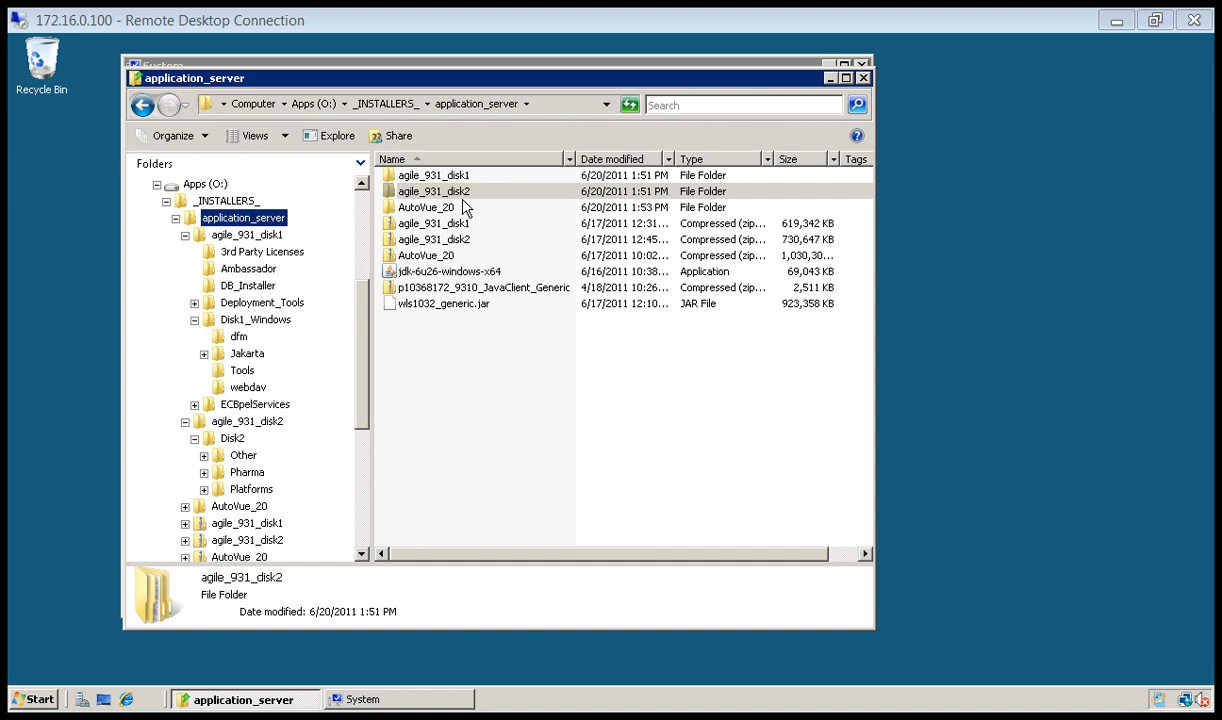 172.16.0.100 - Remote Desktop Connection
Recycle Bin
System
application_server
Computer Apps (O:) _INSTALLERS_ application_server Search
Organize Views Explore Share
Folders
Name Date modified Type Size Tags
Apps (O:)
_INSTALLERS_
application_server
agile_931_disk1
3rd Party Licenses
Ambassador
DB_Installer
Deployment_Tools
Disk1_Windows
dfm
Jakarta
Tools
webdav
ECBpelServices
agile_931_disk2
Disk2
Other
Pharma
Platforms
AutoVue_20
agile_931_disk1
agile_931_disk2
AutoVue_20
agile_931_disk1 6/20/2011 1:51 PM File Folder
agile_931_disk2 6/20/2011 1:51 PM File Folder
AutoVue_20 6/20/2011 1:53 PM File Folder
agile_931_disk1 6/17/2011 12:31... Compressed (zip... 619,342 KB
agile_931_disk2 6/17/2011 12:45... Compressed (zip... 730,647 KB
AutoVue_20 6/17/2011 10:02... Compressed (zip... 1,030,30...
jdk-6u26-windows-x64 6/16/2011 10:38... Application 69,043 KB
p10368172_9310_JavaClient_Generic 4/18/2011 10:26... Compressed (zip... 2,511 KB
wls1032_generic.jar 6/17/2011 12:10... JAR File 923,358 KB
agile_931_disk2
File Folder
Date modified: 6/20/2011 1:51 PM
Start application_server System